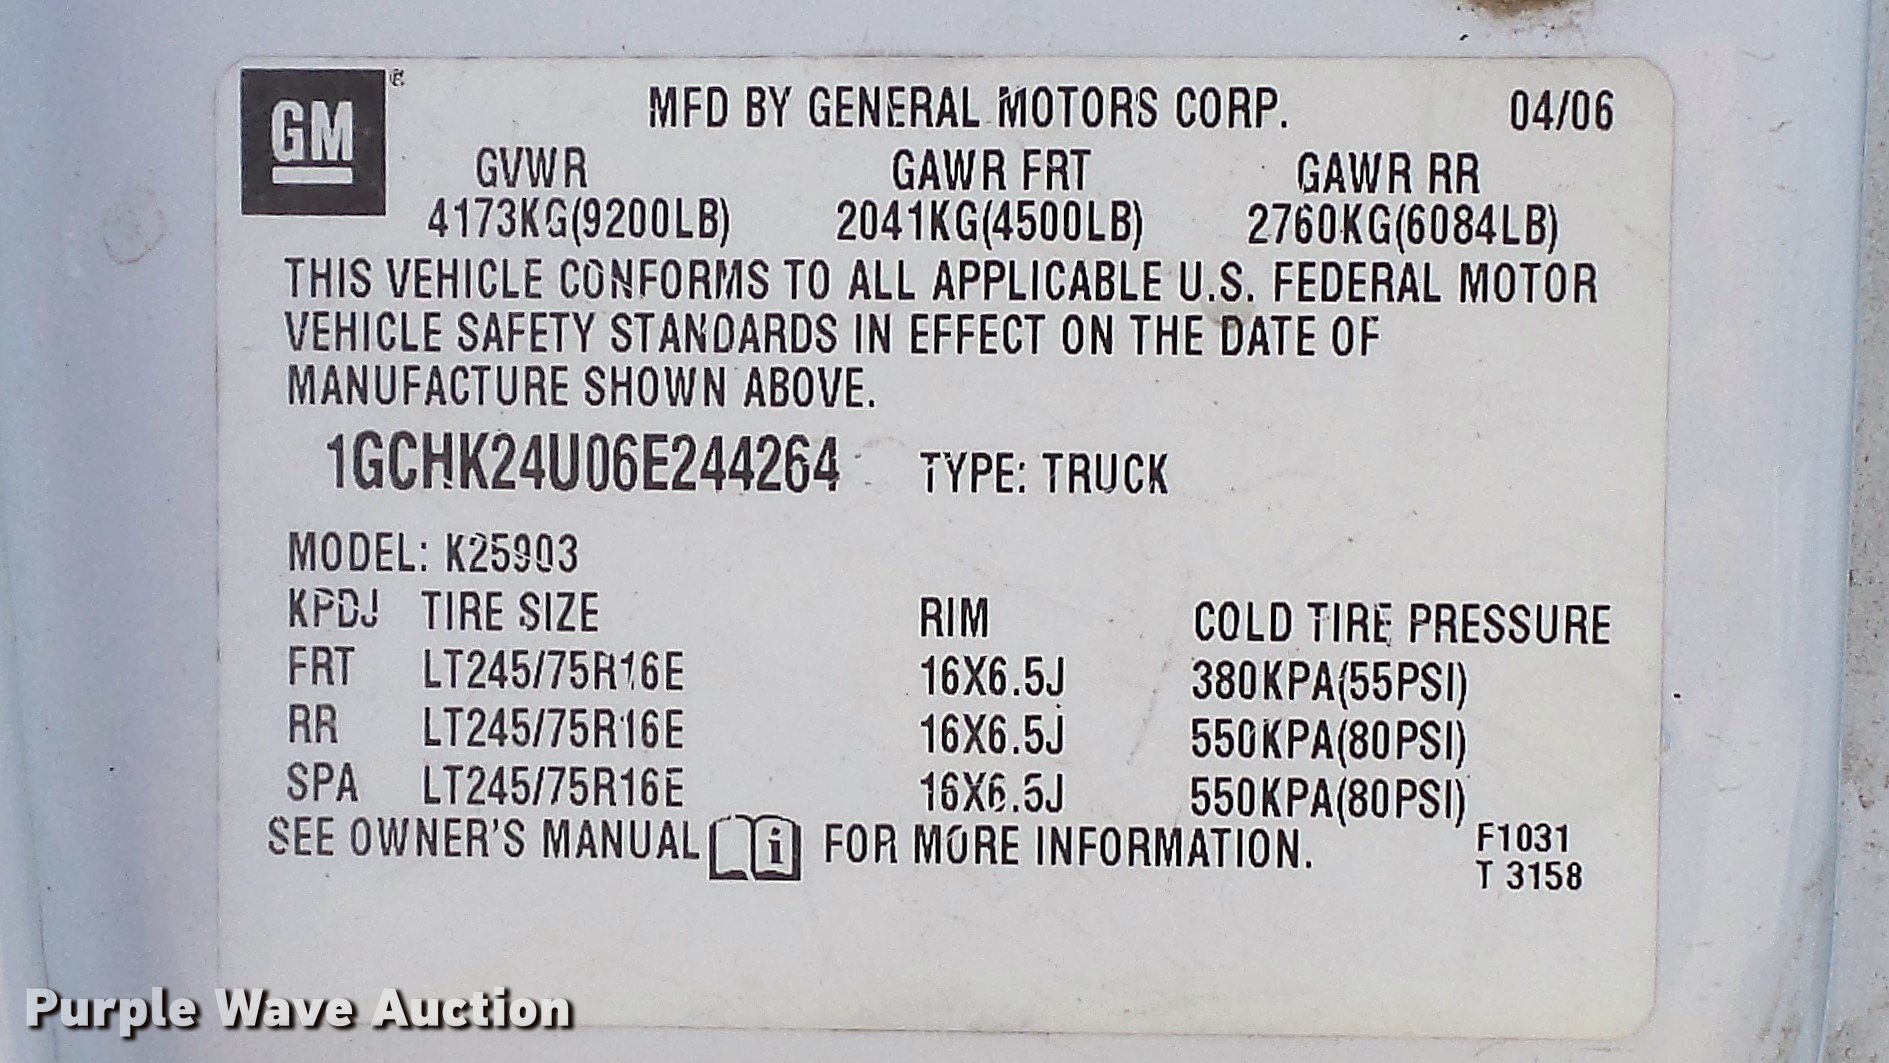 GM ®
MFD BY GENERAL MOTORS CORP. 04/06
GVWR GAWR FRT GAWR RR
4173KG(9200LB) 2041KG(4500LB) 2760KG(6084LB)
THIS VEHICLE CONFORMS TO ALL APPLICABLE U.S. FEDERAL MOTOR
VEHICLE SAFETY STANDARDS IN EFFECT ON THE DATE OF
MANUFACTURE SHOWN ABOVE.
1GCHK24U06E244264 TYPE: TRUCK
MODEL: K25903
KPDJ TIRE SIZE RIM COLD TIRE PRESSURE
FRT LT245/75R16E 16X6.5J 380KPA(55PSI)
RR LT245/75R16E 16X6.5J 550KPA(80PSI)
SPA LT245/75R16E 16X6.5J 550KPA(80PSI)
SEE OWNER'S MANUAL i FOR MORE INFORMATION.
F1031
T 3158
Purple Wave Auction